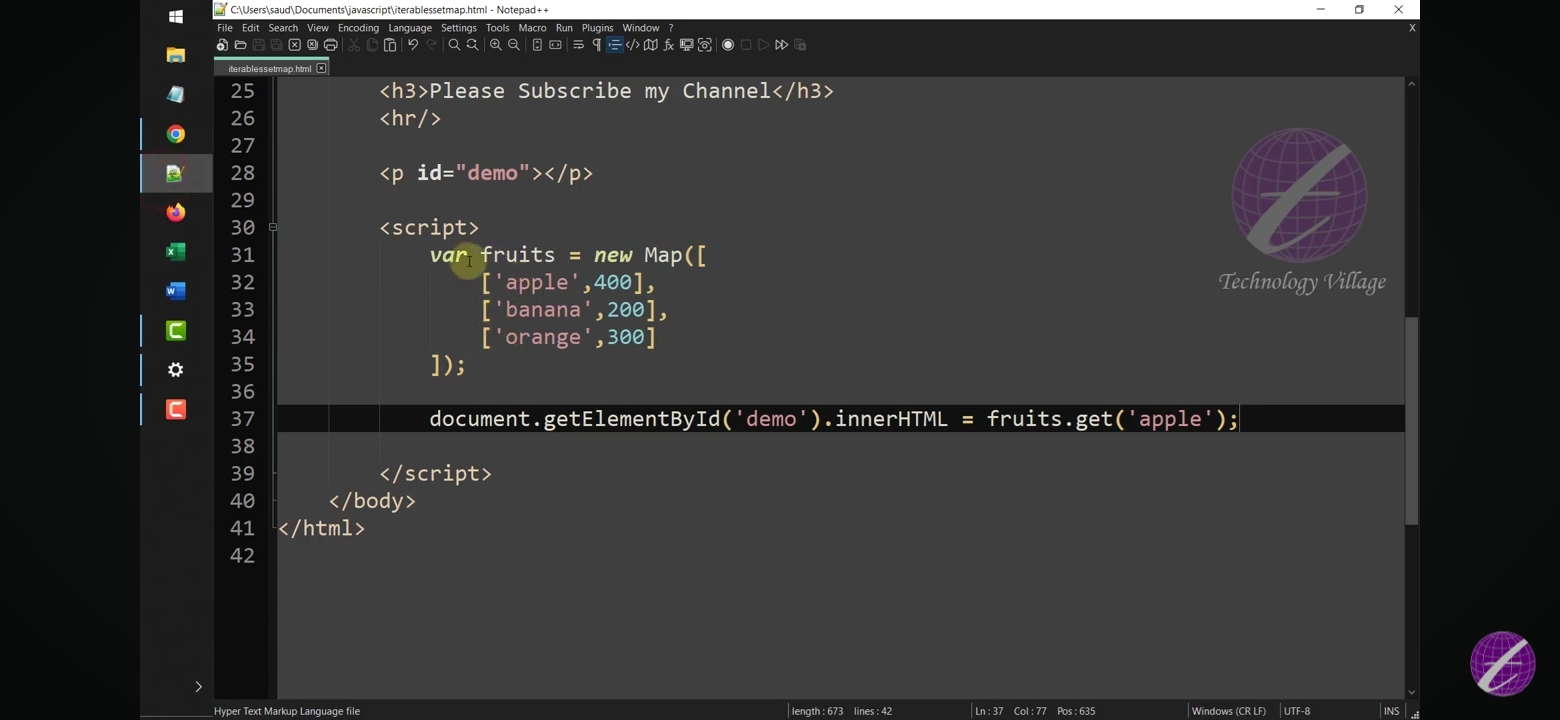 C:\Users\saud\Documents\javascript\iterablessetmap.html - Notepad++
File Edit Search View Encoding Language Settings Tools Macro Run Plugins Window ? X
iterablessetmap.html
25 <h3>Please Subscribe my Channel</h3>
26 <hr/>
27
28 <p id="demo"></p>
29
30 <script>
31 var fruits = new Map([
32 ['apple',400],
33 ['banana',200],
34 ['orange',300]
35 ]);
36
37 document.getElementById('demo').innerHTML = fruits.get('apple');
38
39 </script>
40 </body>
41 </html>
42
Technology Village
Hyper Text Markup Language file length : 673 lines : 42 Ln : 37 Col : 77 Pos : 635 Windows (CR LF) UTF-8 INS